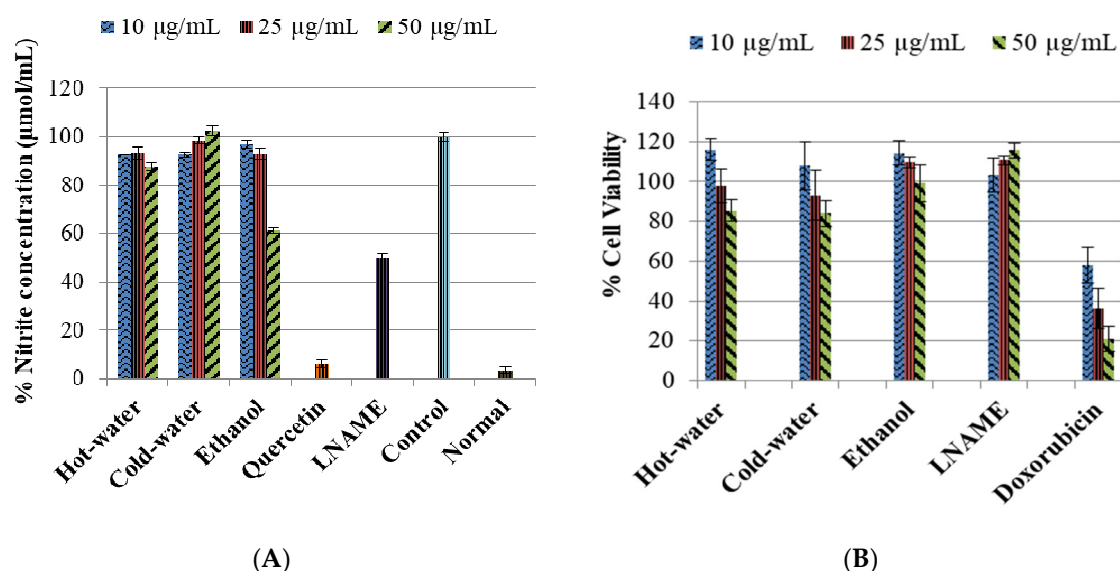 10 µg/mL 25 µg/mL 50 µg/mL
% Nitrite concentration (µmol/mL)
120
100
80
60
40
20
0
Hot-water
Cold-water
Ethanol
Quercetin
LNAME
Control
Normal
(A)
10 µg/mL 25 µg/mL 50 µg/mL
% Cell Viability
140
120
100
80
60
40
20
0
Hot-water
Cold-water
Ethanol
LNAME
Doxorubicin
(B)